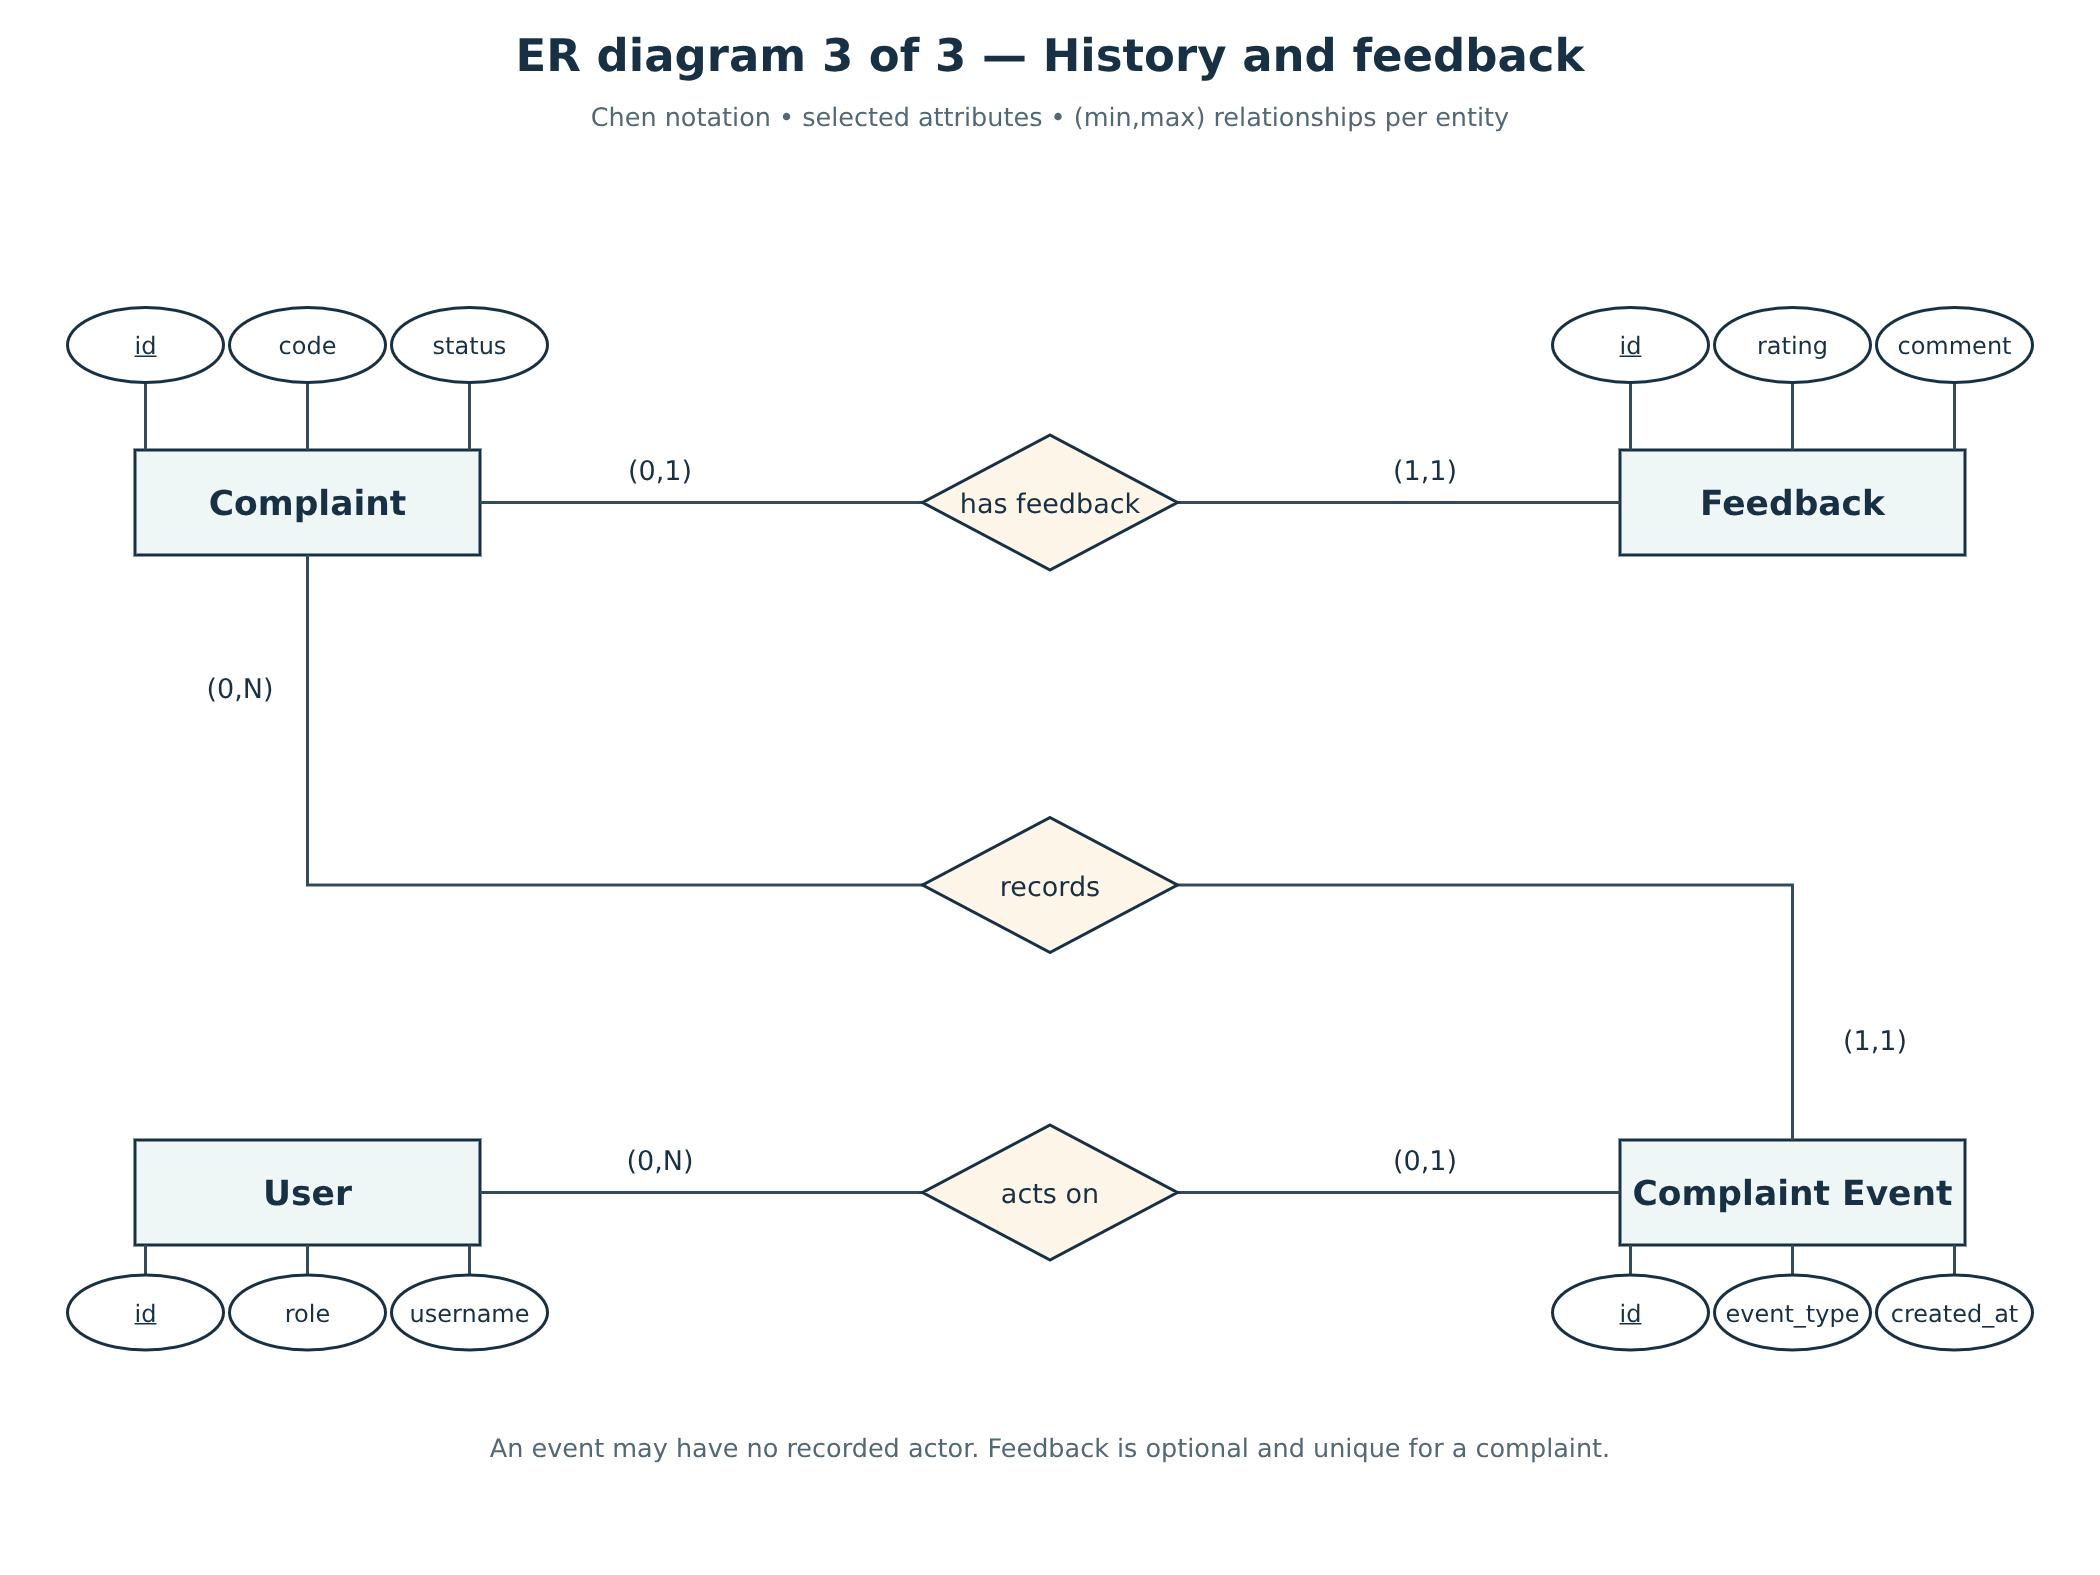 ER diagram 3 of 3 — History and feedback
Chen notation • selected attributes • (min,max) relationships per entity
id
code
status
id
rating
comment
Complaint
(0,1)
has feedback
(1,1)
Feedback
(0,N)
records
(1,1)
User
(0,N)
acts on
(0,1)
Complaint Event
id
role
username
id
event_type
created_at
An event may have no recorded actor. Feedback is optional and unique for a complaint.